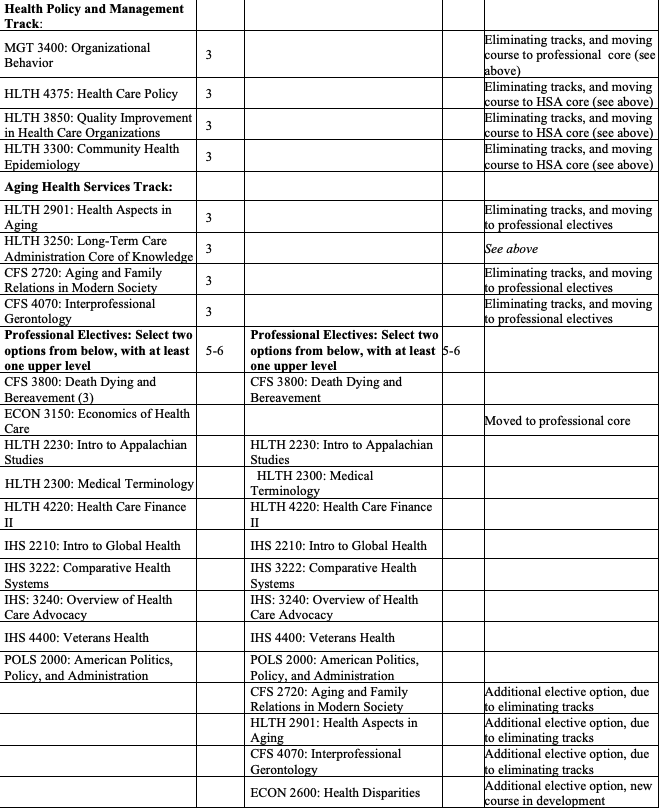 Health Policy and Management
Track:
MGT 3400: Organizational
Behavior
3
Eliminating tracks, and moving
course to professional core (see
above)
HLTH 4375: Health Care Policy
3
Eliminating tracks, and moving
course to HSA core (see above)
HLTH 3850: Quality Improvement
in Health Care Organizations
3
Eliminating tracks, and moving
course to HSA core (see above)
HLTH 3300: Community Health
Epidemiology
3
Eliminating tracks, and moving
course to HSA core (see above)
Aging Health Services Track:
HLTH 2901: Health Aspects in
Aging
3
Eliminating tracks, and moving
to professional electives
HLTH 3250: Long-Term Care
Administration Core of Knowledge
3
See above
CFS 2720: Aging and Family
Relations in Modern Society
3
Eliminating tracks, and moving
to professional electives
CFS 4070: Interprofessional
Gerontology
3
Eliminating tracks, and moving
to professional electives
Professional Electives: Select two
options from below, with at least
one upper level
5-6
Professional Electives: Select two
options from below, with at least
one upper level
5-6
CFS 3800: Death Dying and
Bereavement (3)
CFS 3800: Death Dying and
Bereavement
ECON 3150: Economics of Health
Care
Moved to professional core
HLTH 2230: Intro to Appalachian
Studies
HLTH 2230: Intro to Appalachian
Studies
HLTH 2300: Medical Terminology
HLTH 2300: Medical
Terminology
HLTH 4220: Health Care Finance
II
HLTH 4220: Health Care Finance
II
IHS 2210: Intro to Global Health
IHS 2210: Intro to Global Health
IHS 3222: Comparative Health
Systems
IHS 3222: Comparative Health
Systems
IHS: 3240: Overview of Health
Care Advocacy
IHS: 3240: Overview of Health
Care Advocacy
IHS 4400: Veterans Health
IHS 4400: Veterans Health
POLS 2000: American Politics,
Policy, and Administration
POLS 2000: American Politics,
Policy, and Administration
CFS 2720: Aging and Family
Relations in Modern Society
Additional elective option, due
to eliminating tracks
HLTH 2901: Health Aspects in
Aging
Additional elective option, due
to eliminating tracks
CFS 4070: Interprofessional
Gerontology
Additional elective option, due
to eliminating tracks
ECON 2600: Health Disparities
Additional elective option, new
course in development